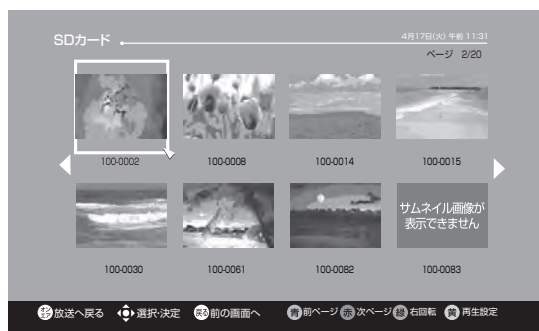 SDカード
4月17日(火) 午前 11:31
ページ 2/20
100-0002 100-0008 100-0014 100-0015
サムネイル画像が
表示できません
100-0030 100-0061 100-0082 100-0083
放送へ戻る 選択・決定 戻る 前の画面へ 青 前ページ 赤 次ページ 緑 右回転 黄 再生設定